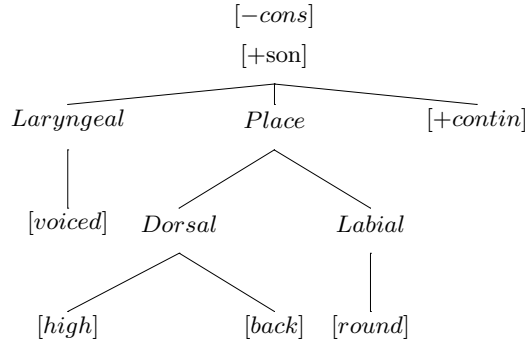 [−cons]
[+son]
Laryngeal Place [+contin]
[voiced] Dorsal Labial
[high] [back] [round]